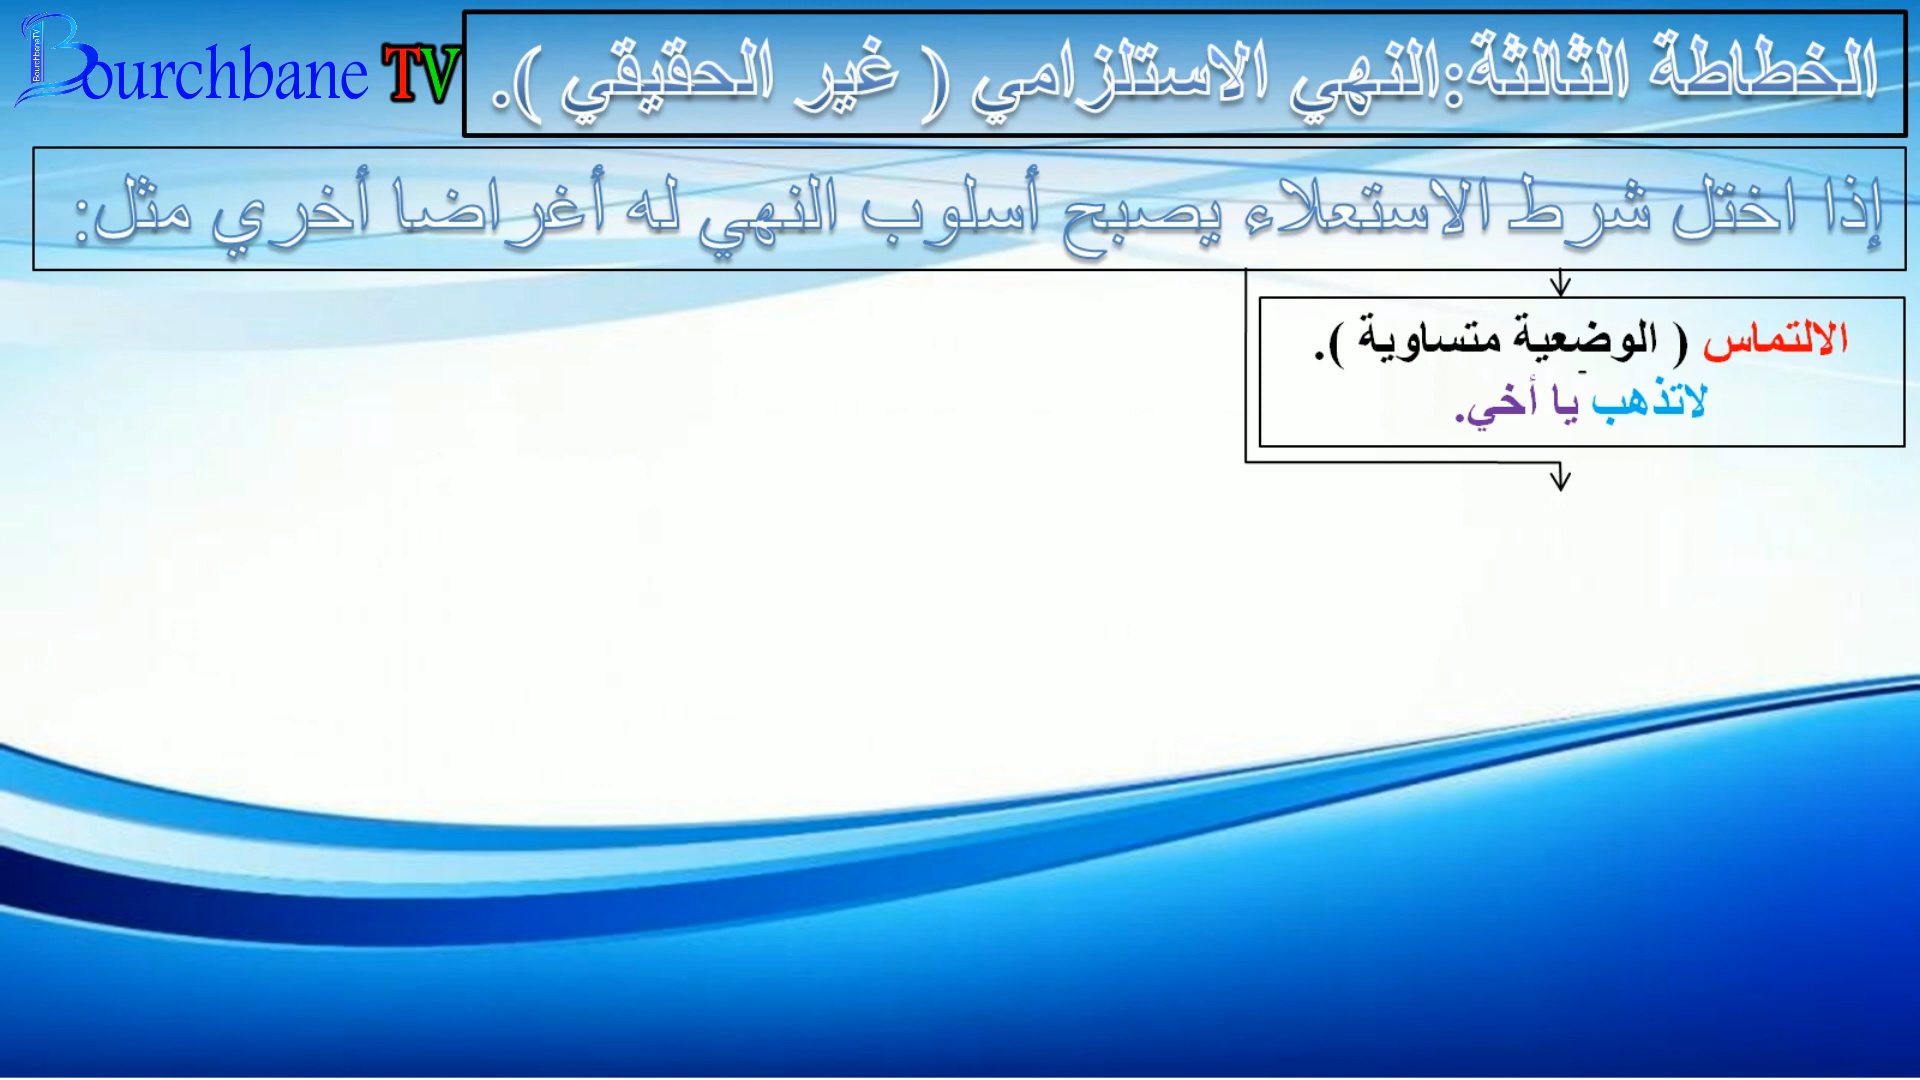 Bourchbane TV
BourchbaneTV
الخطاطة الثالثة:النهي الاستلزامي ( غير الحقيقي ).
إذا اختل شرط الاستعلاء يصبح أسلوب النهي له أغراضا أخري مثل:
الالتماس ( الوضعية متساوية ).
لاتذهب يا أخي.